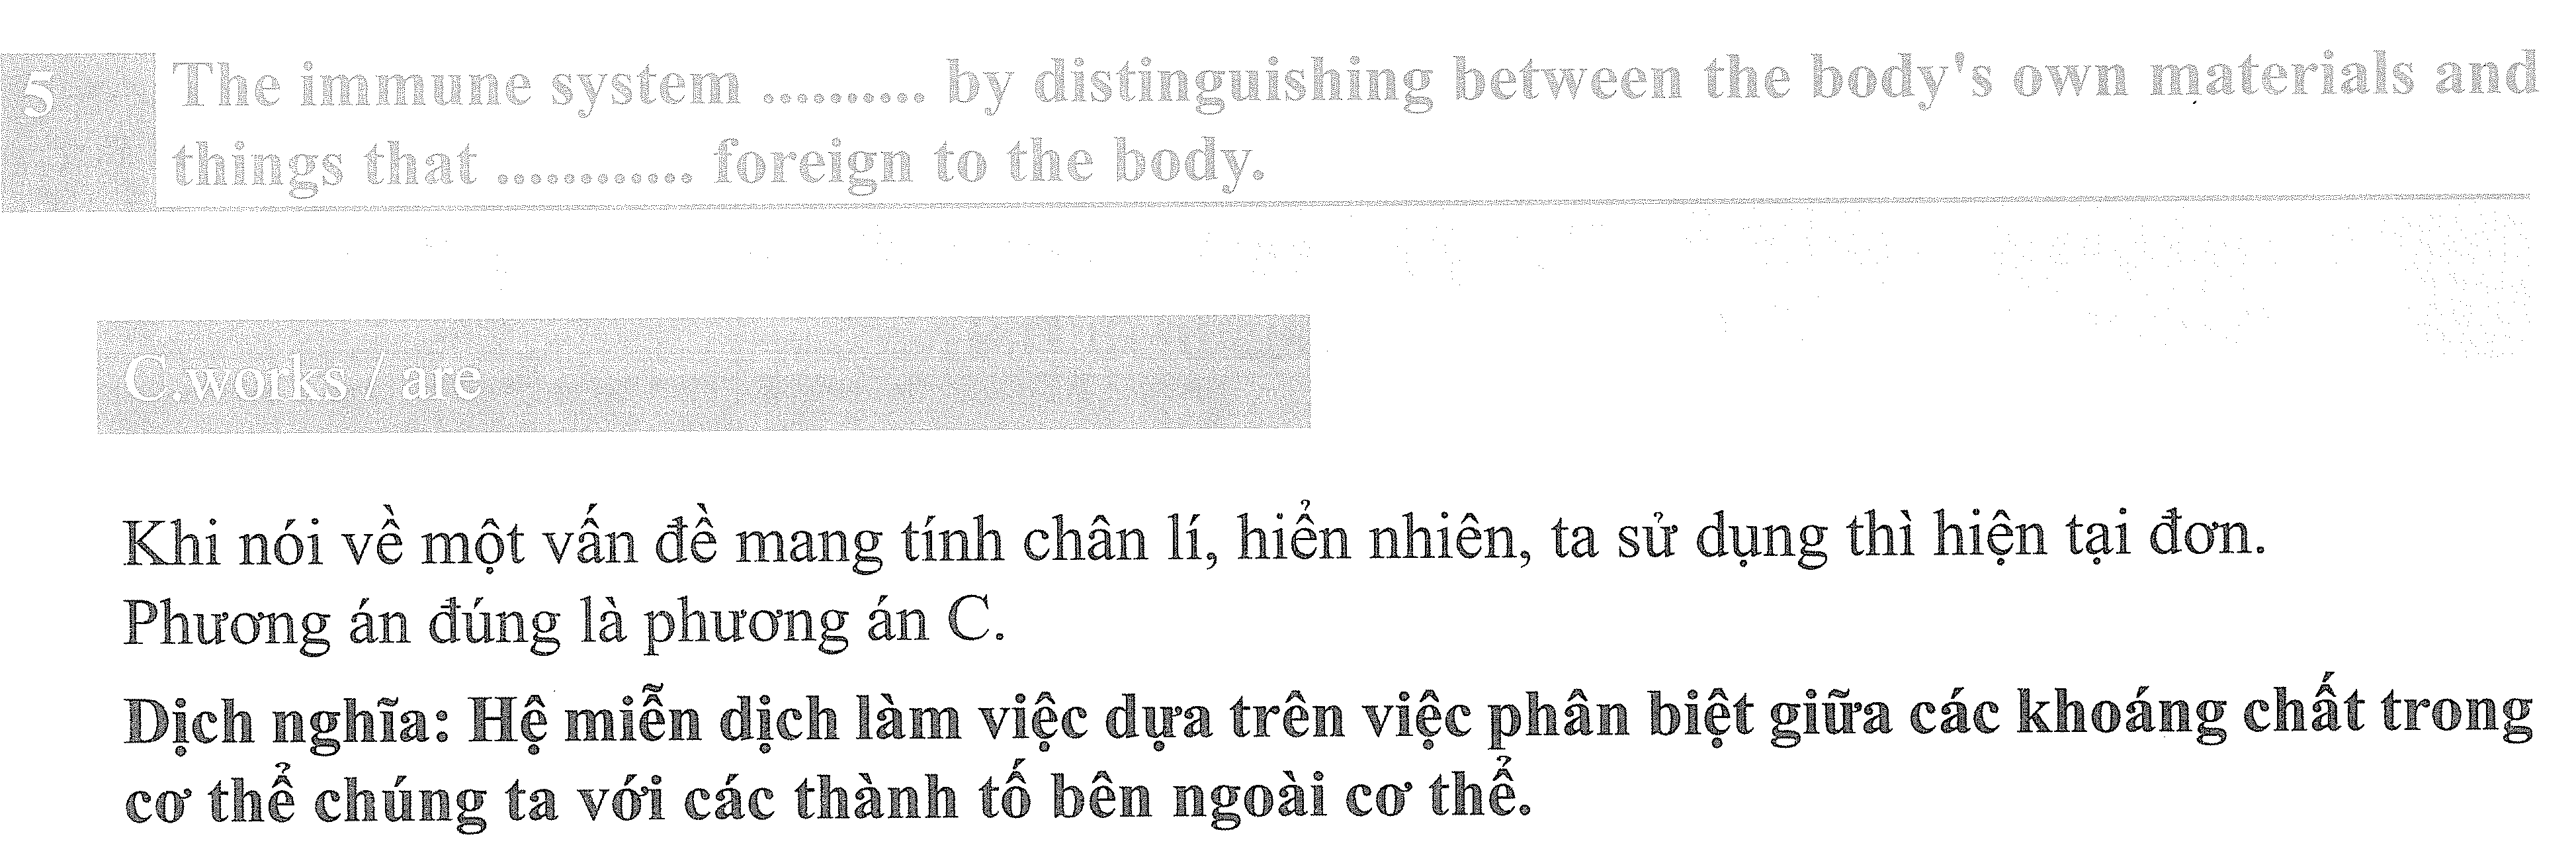 5
The immune system .......... by distinguishing between the body's own materials and
things that ............ foreign to the body.
C.works / are
Khi nói về một vấn đề mang tính chân lí, hiển nhiên, ta sử dụng thì hiện tại đơn.
Phương án đúng là phương án C.
Dịch nghĩa: Hệ miễn dịch làm việc dựa trên việc phân biệt giữa các khoáng chất trong
cơ thể chúng ta với các thành tố bên ngoài cơ thể.